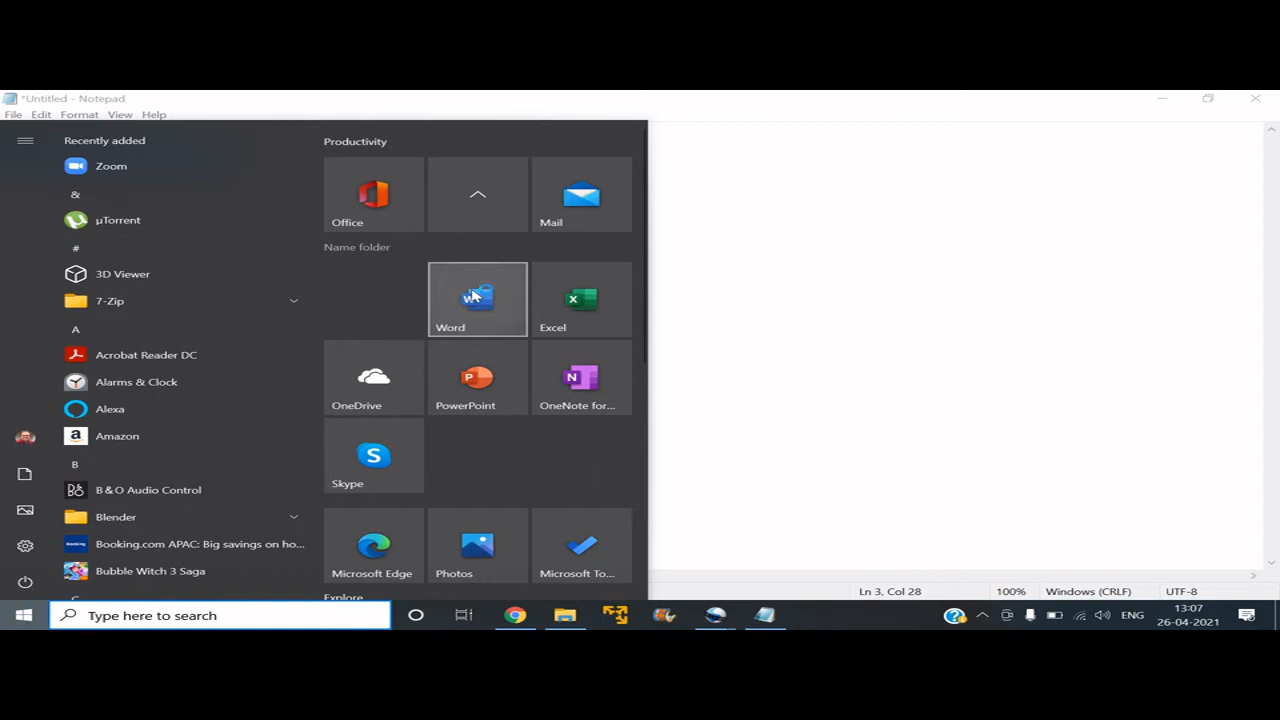 *Untitled - Notepad
File Edit Format View Help
Recently added
Zoom
&
µTorrent
#
3D Viewer
7-Zip
A
Acrobat Reader DC
Alarms & Clock
Alexa
Amazon
B
B & O Audio Control
Blender
Booking.com APAC: Big savings on ho...
Bubble Witch 3 Saga
Productivity
Office
Mail
Name folder
Word
Excel
OneDrive
PowerPoint
OneNote for...
Skype
Microsoft Edge
Photos
Microsoft To...
Explore
Ln 3, Col 28
100%
Windows (CRLF)
UTF-8
Type here to search
ENG
13:07
26-04-2021